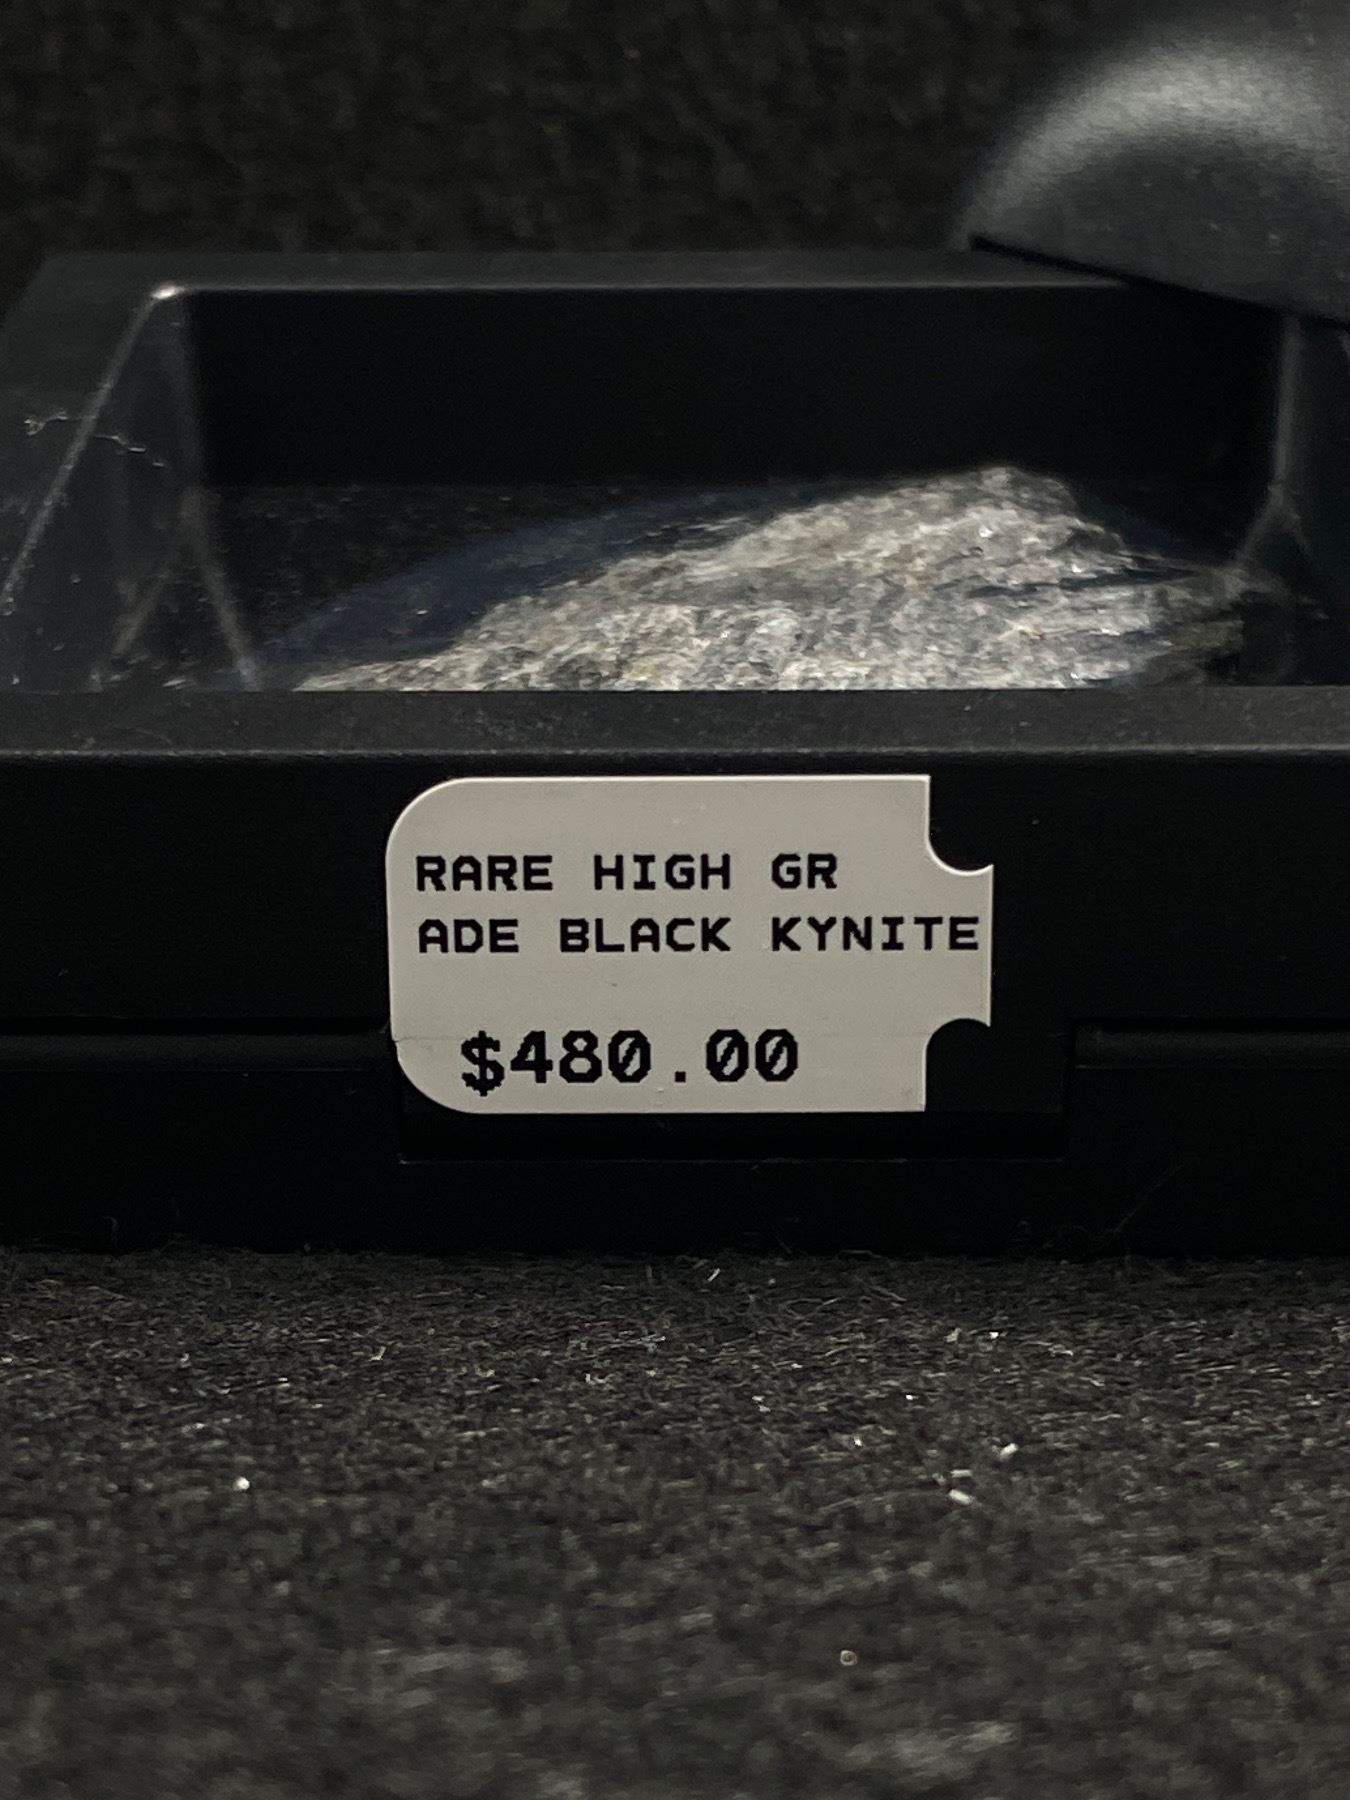 RARE HIGH GR
ADE BLACK KYNITE
$480.00